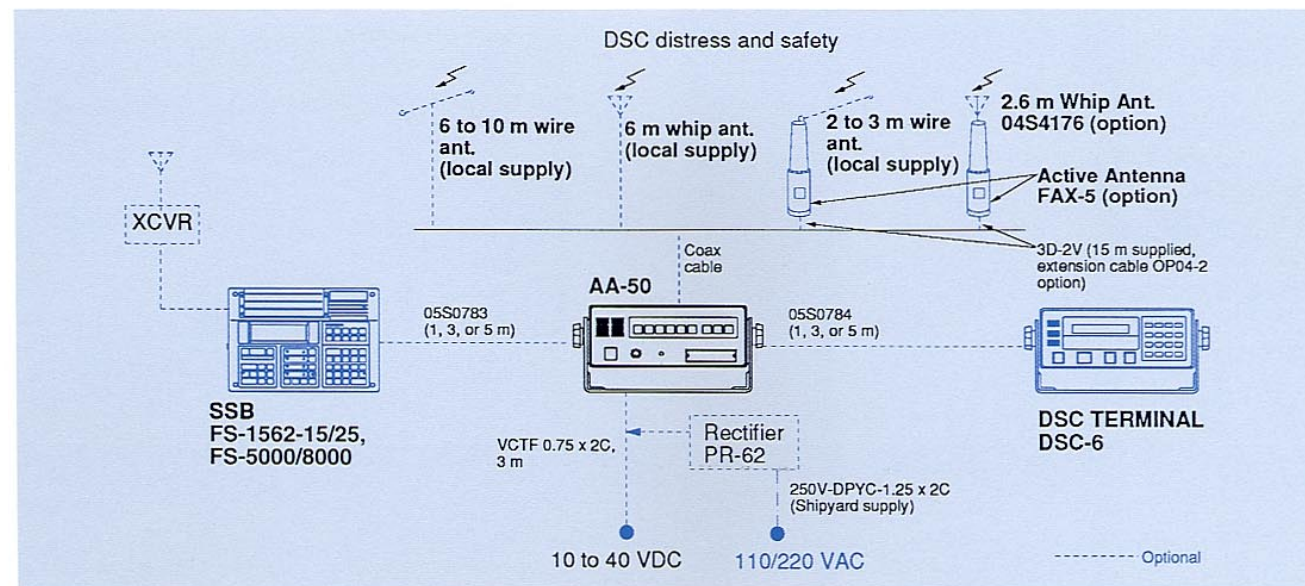 DSC distress and safety
6 to 10 m wire
ant.
(local supply)
6 m whip ant.
(local supply)
2 to 3 m wire
ant.
(local supply)
2.6 m Whip Ant.
04S4176 (option)
Active Antenna
FAX-5 (option)
XCVR
Coax
cable
3D-2V (15 m supplied,
extension cable OP04-2
option)
AA-50
05S0783
(1, 3, or 5 m)
05S0784
(1, 3, or 5 m)
SSB
FS-1562-15/25,
FS-5000/8000
DSC TERMINAL
DSC-6
VCTF 0.75 x 2C,
3 m
Rectifier
PR-62
250V-DPYC-1.25 x 2C
(Shipyard supply)
10 to 40 VDC
110/220 VAC
Optional